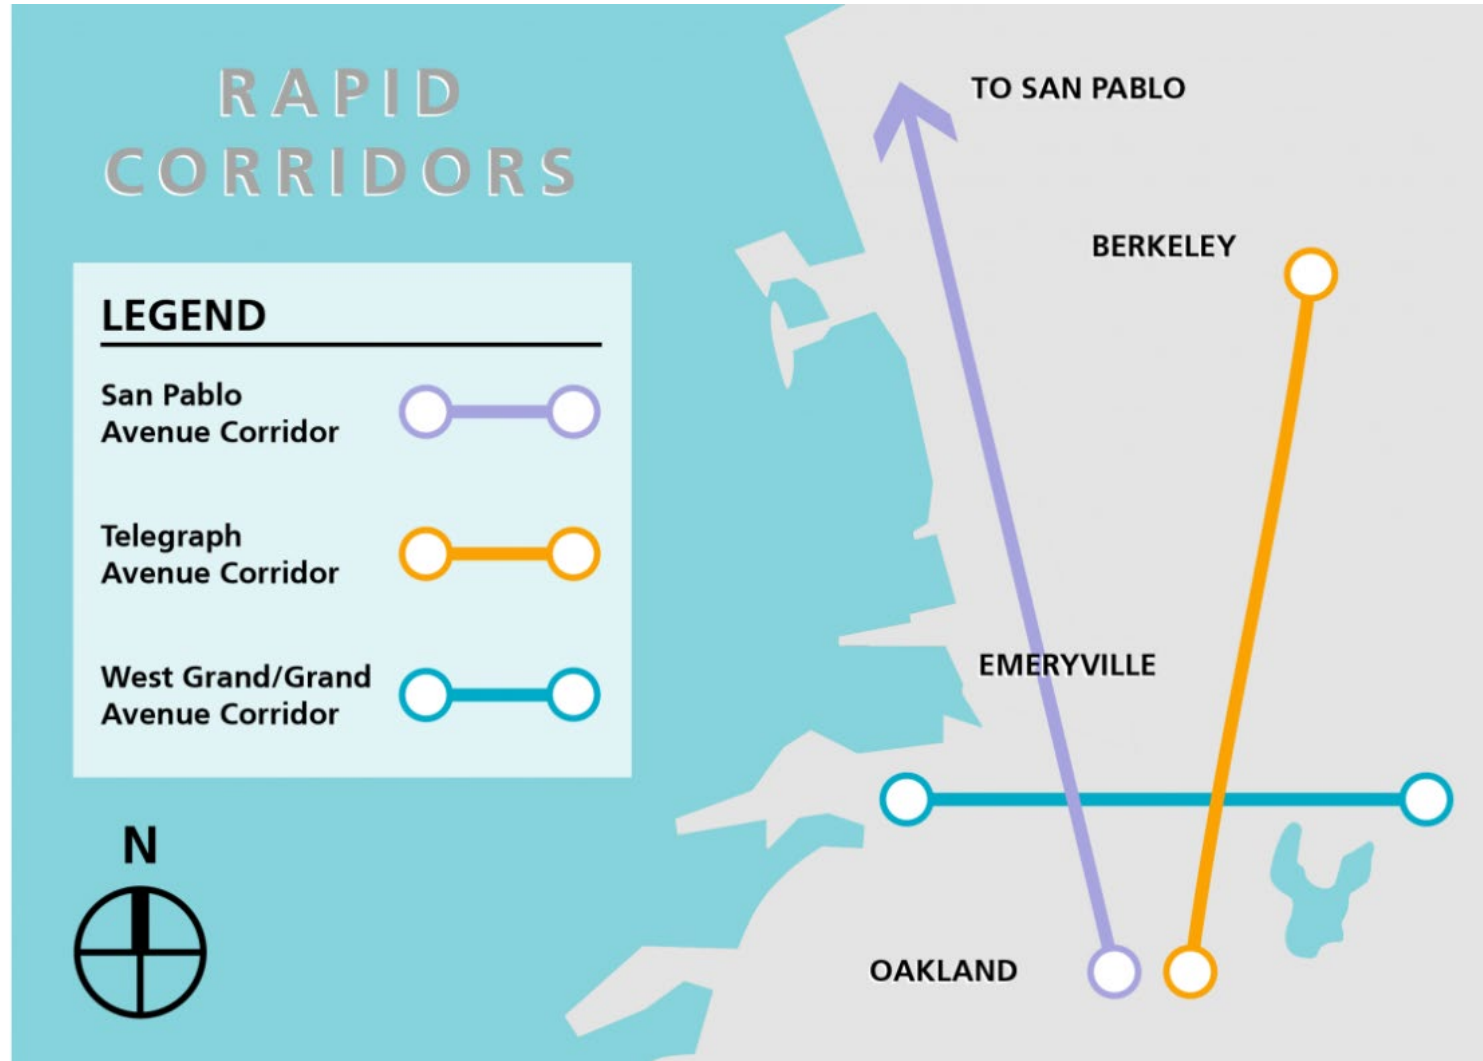 RAPID
CORRIDORS
LEGEND
San Pablo
Avenue Corridor
Telegraph
Avenue Corridor
West Grand/Grand
Avenue Corridor
N
TO SAN PABLO
BERKELEY
EMERYVILLE
OAKLAND